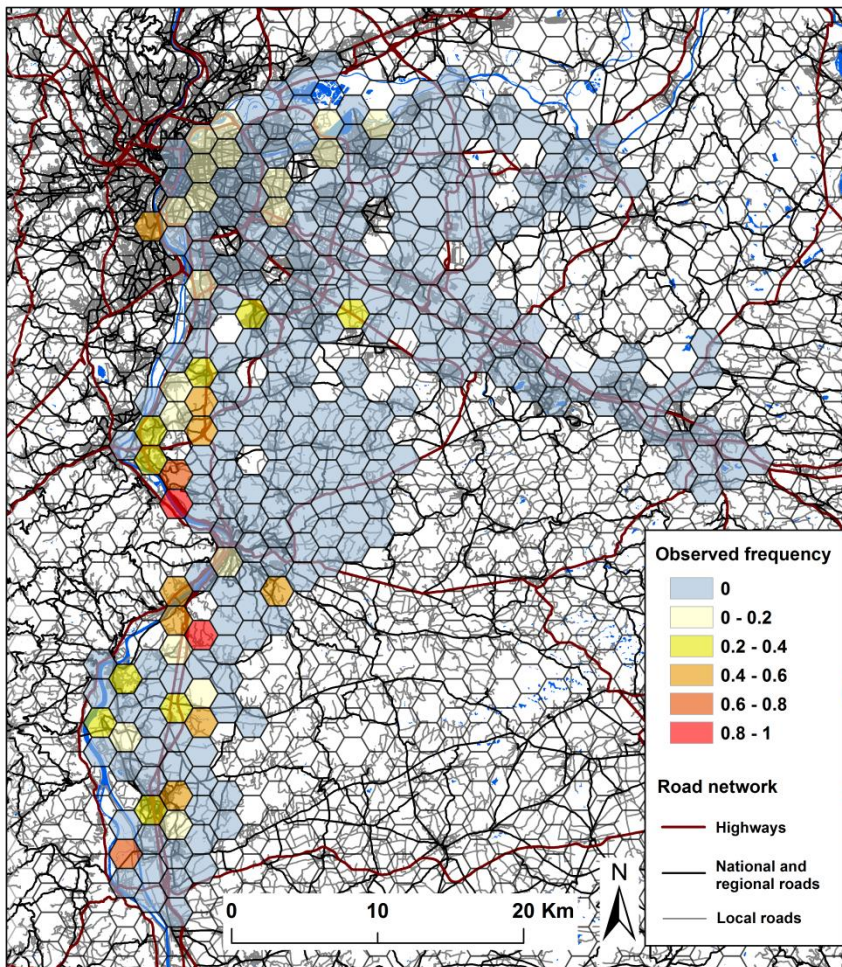 Observed frequency
0
0 - 0.2
0.2 - 0.4
0.4 - 0.6
0.6 - 0.8
0.8 - 1
Road network
Highways
National and
regional roads
Local roads
N
0 10 20 Km